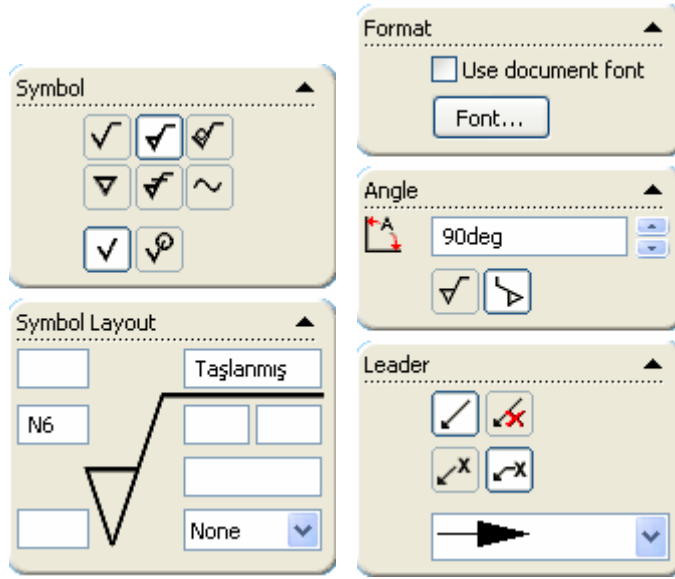 Symbol
Symbol Layout
Taşlanmış
N6
None
Format
Use document font
Font...
Angle
A
90deg
Leader
x
x